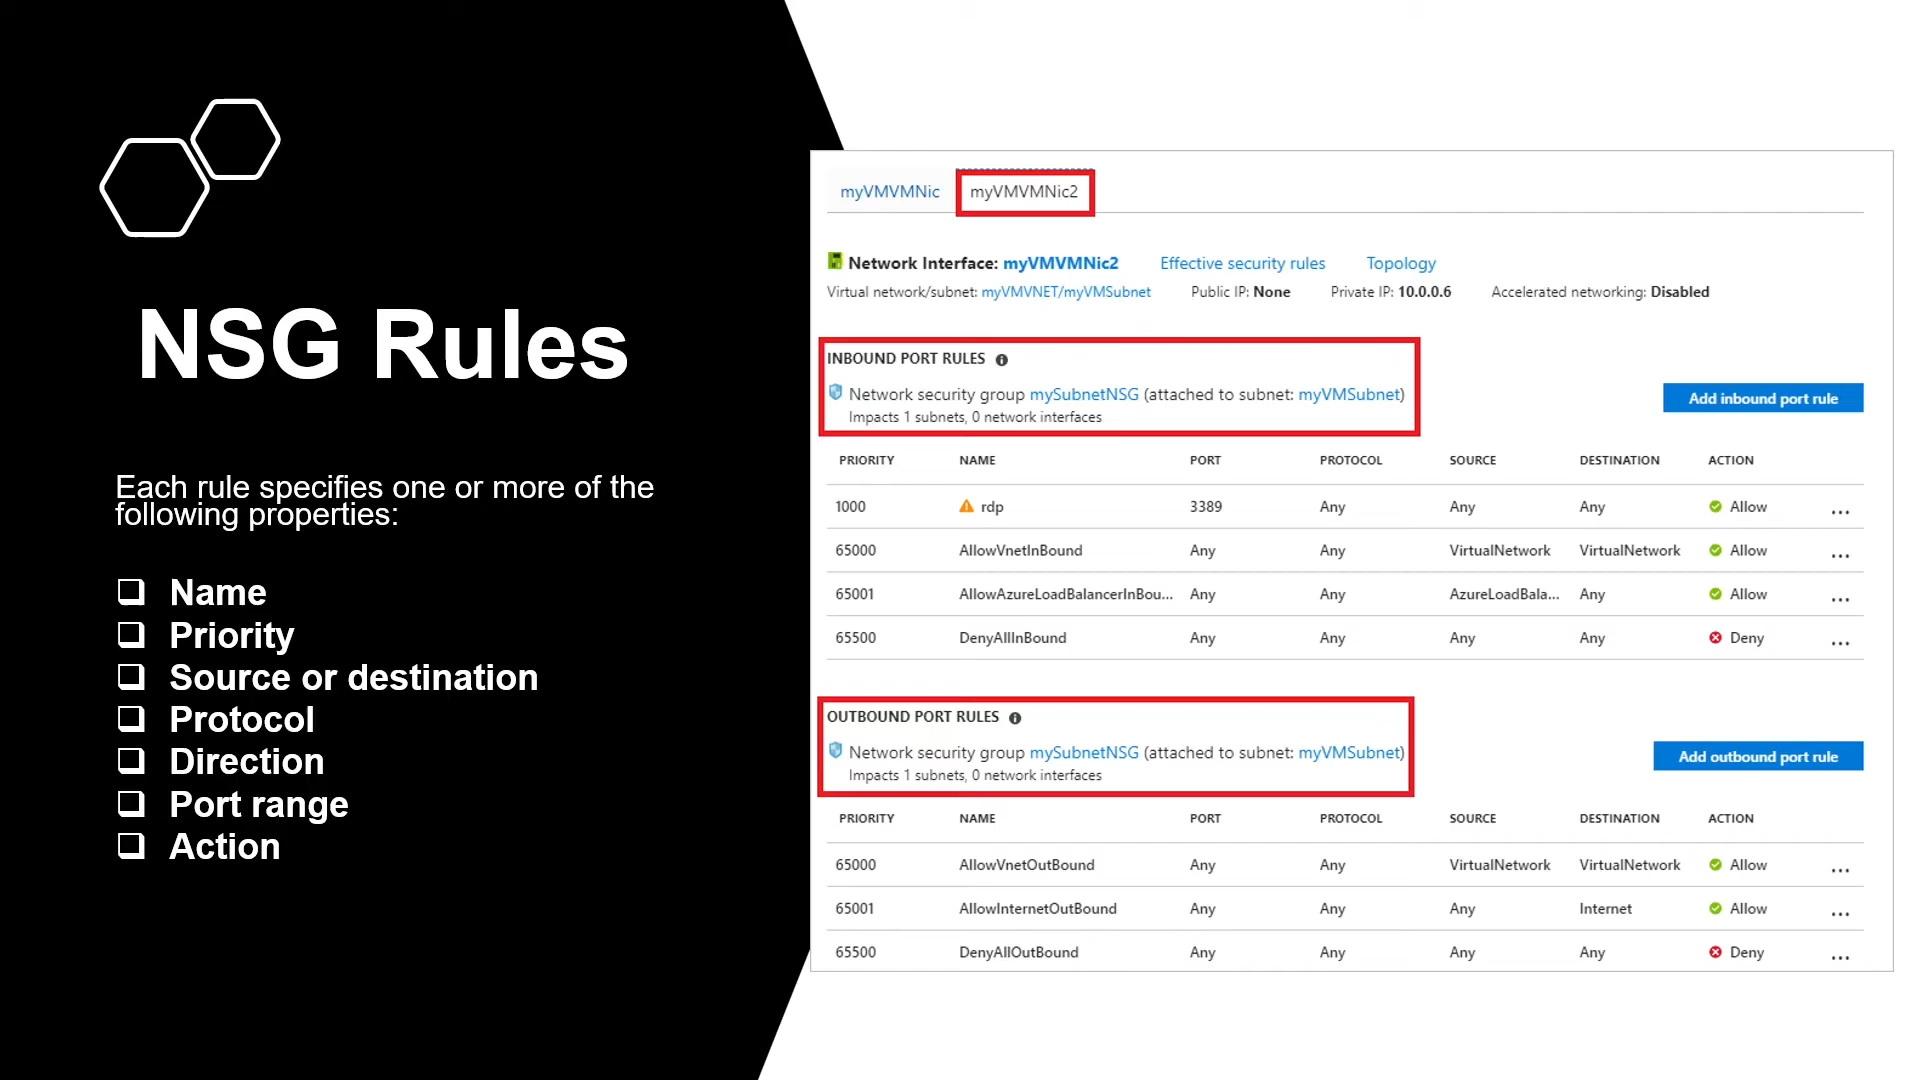 NSG Rules
Each rule specifies one or more of the
following properties:
❑ Name
❑ Priority
❑ Source or destination
❑ Protocol
❑ Direction
❑ Port range
❑ Action
myVMVMNic myVMVMNic2
Network Interface: myVMVMNic2 Effective security rules Topology
Virtual network/subnet: myVMVNET/myVMSubnet Public IP: None Private IP: 10.0.0.6 Accelerated networking: Disabled
INBOUND PORT RULES
Network security group mySubnetNSG (attached to subnet: myVMSubnet)
Impacts 1 subnets, 0 network interfaces
Add inbound port rule
PRIORITY NAME PORT PROTOCOL SOURCE DESTINATION ACTION
1000 rdp 3389 Any Any Any Allow ...
65000 AllowVnetInBound Any Any VirtualNetwork VirtualNetwork Allow ...
65001 AllowAzureLoadBalancerInBou... Any Any AzureLoadBala... Any Allow ...
65500 DenyAllInBound Any Any Any Any Deny ...
OUTBOUND PORT RULES
Network security group mySubnetNSG (attached to subnet: myVMSubnet)
Impacts 1 subnets, 0 network interfaces
Add outbound port rule
PRIORITY NAME PORT PROTOCOL SOURCE DESTINATION ACTION
65000 AllowVnetOutBound Any Any VirtualNetwork VirtualNetwork Allow ...
65001 AllowInternetOutBound Any Any Any Internet Allow ...
65500 DenyAllOutBound Any Any Any Any Deny ...